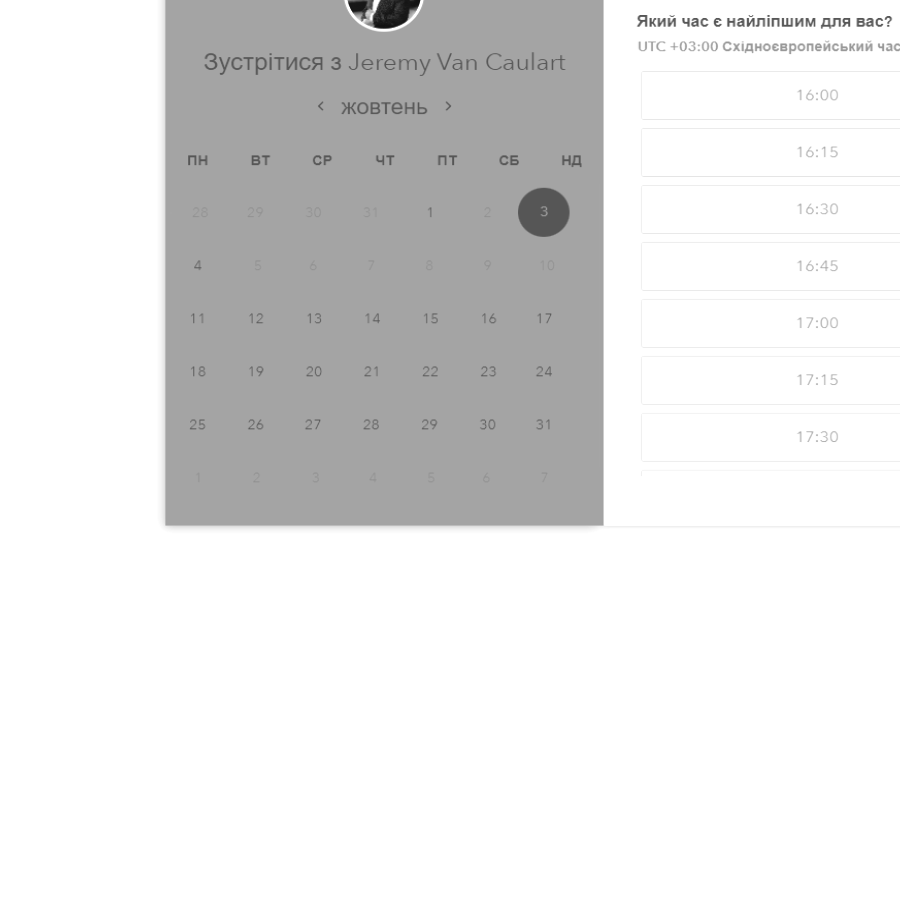 Зустрітися з Jeremy Van Caulart
‹ жовтень ›
ПН ВТ СР ЧТ ПТ СБ НД
28 29 30 31 1 2 3
4 5 6 7 8 9 10
11 12 13 14 15 16 17
18 19 20 21 22 23 24
25 26 27 28 29 30 31
1 2 3 4 5 6 7
Який час є найліпшим для вас?
UTC +03:00 Східноєвропейський час
16:00
16:15
16:30
16:45
17:00
17:15
17:30